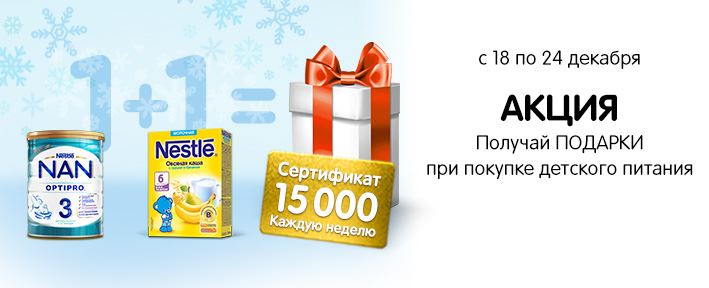 1+1=
Nestlé
NAN
OPTIPRO
3
МОЛОЧНАЯ
Nestlé
Овсяная каша
6
Сертификат
15 000
Каждую неделю
с 18 по 24 декабря
АКЦИЯ
Получай ПОДАРКИ
при покупке детского питания